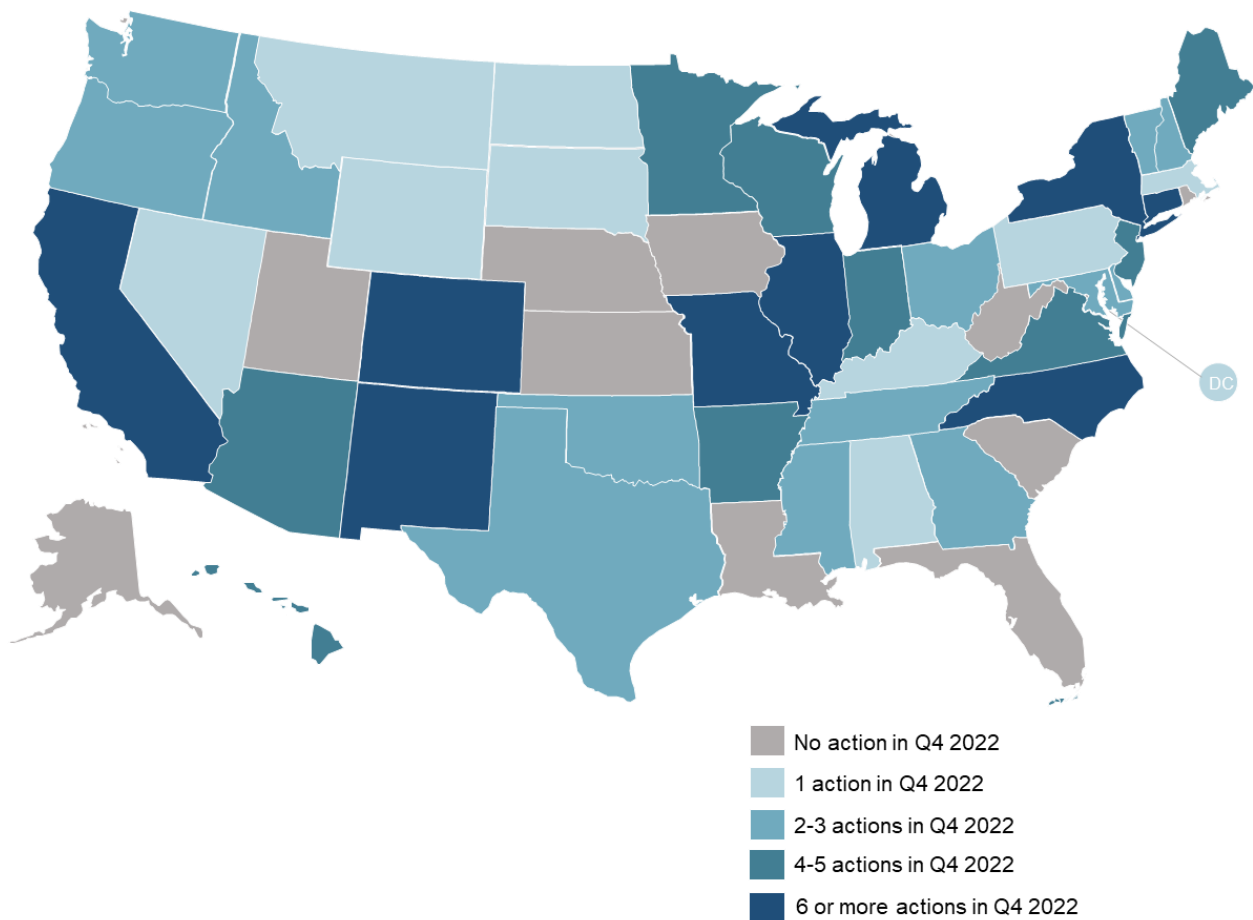 DC
No action in Q4 2022
1 action in Q4 2022
2-3 actions in Q4 2022
4-5 actions in Q4 2022
6 or more actions in Q4 2022